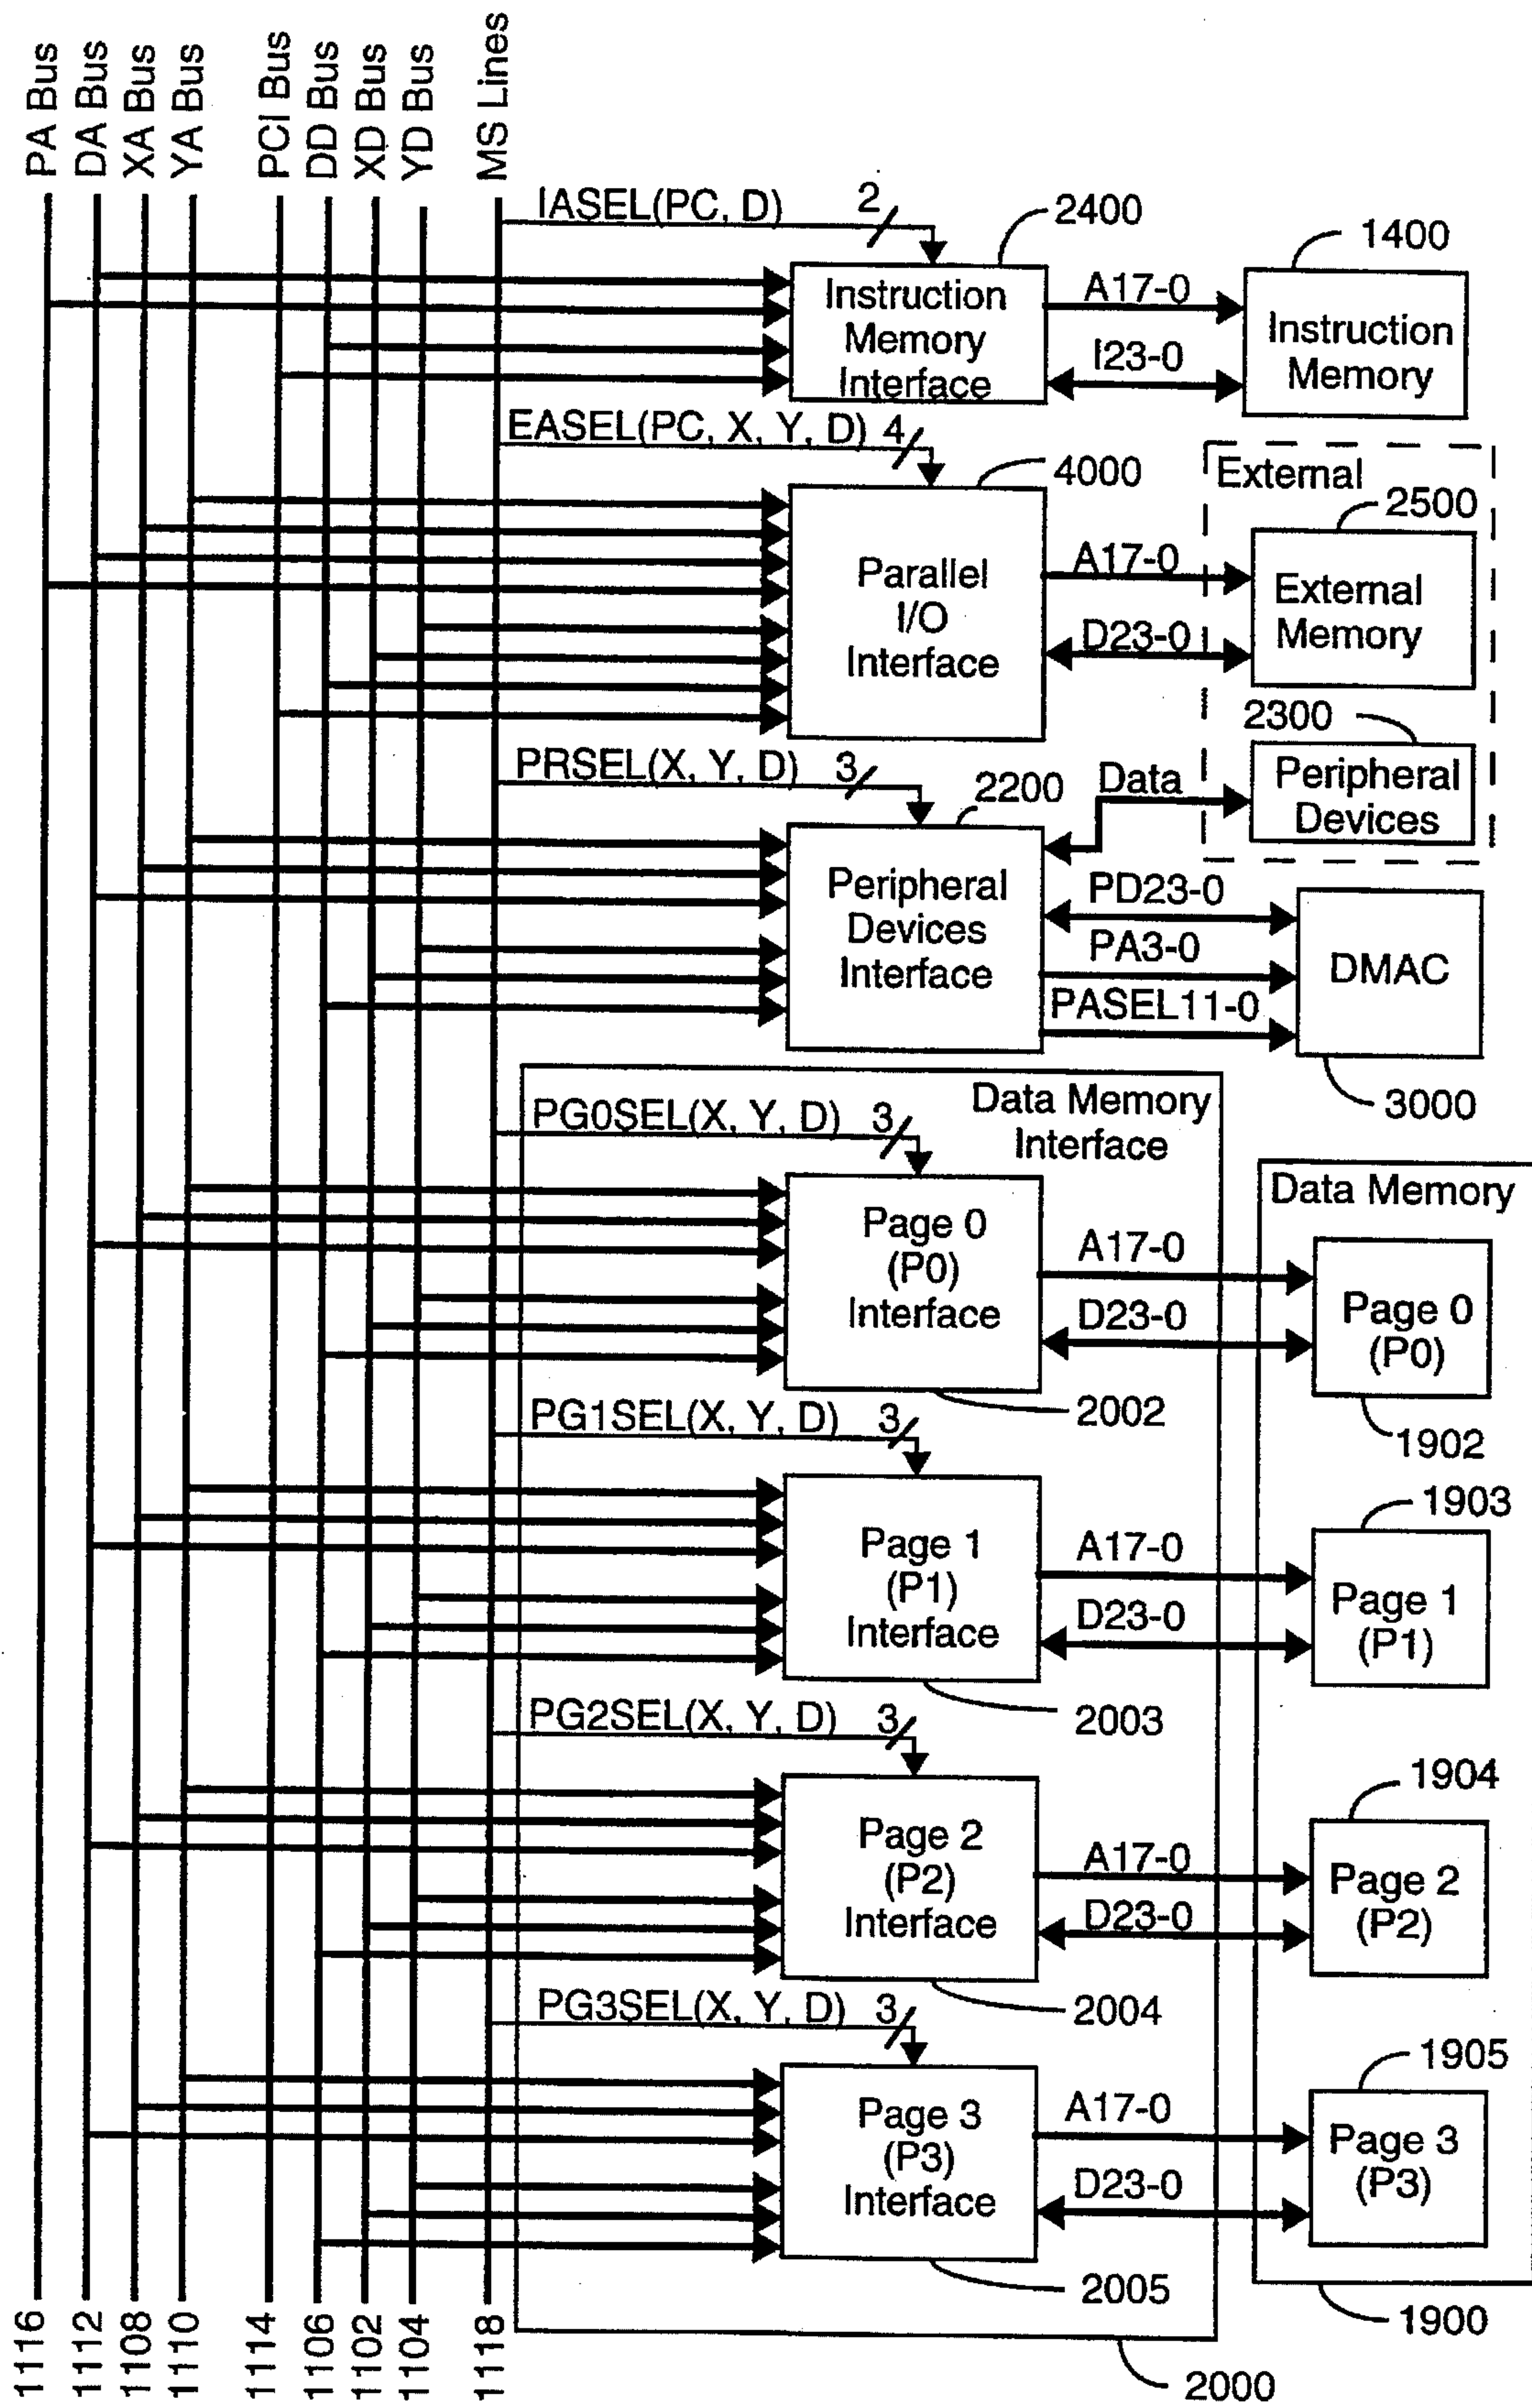 PA Bus
DA Bus
XA Bus
YA Bus
PCI Bus
DD Bus
XD Bus
YD Bus
MS Lines
IASEL(PC, D)
2
2400
1400
Instruction
Memory
Interface
A17-0
I23-0
Instruction
Memory
EASEL(PC, X, Y, D)
4
4000
External
2500
Parallel
I/O
Interface
A17-0
D23-0
External
Memory
2300
PRSEL(X, Y, D)
3
2200
Data
Peripheral
Devices
Peripheral
Devices
Interface
PD23-0
PA3-0
PASEL11-0
DMAC
3000
Data Memory
Interface
PG0SEL(X, Y, D)
3
Data Memory
Page 0
(P0)
Interface
A17-0
D23-0
Page 0
(P0)
2002
1902
PG1SEL(X, Y, D)
3
1903
Page 1
(P1)
Interface
A17-0
D23-0
Page 1
(P1)
2003
PG2SEL(X, Y, D)
3
1904
Page 2
(P2)
Interface
A17-0
D23-0
Page 2
(P2)
2004
PG3SEL(X, Y, D)
3
1905
Page 3
(P3)
Interface
A17-0
D23-0
Page 3
(P3)
2005
1900
2000
1116
1112
1108
1110
1114
1106
1102
1104
1118